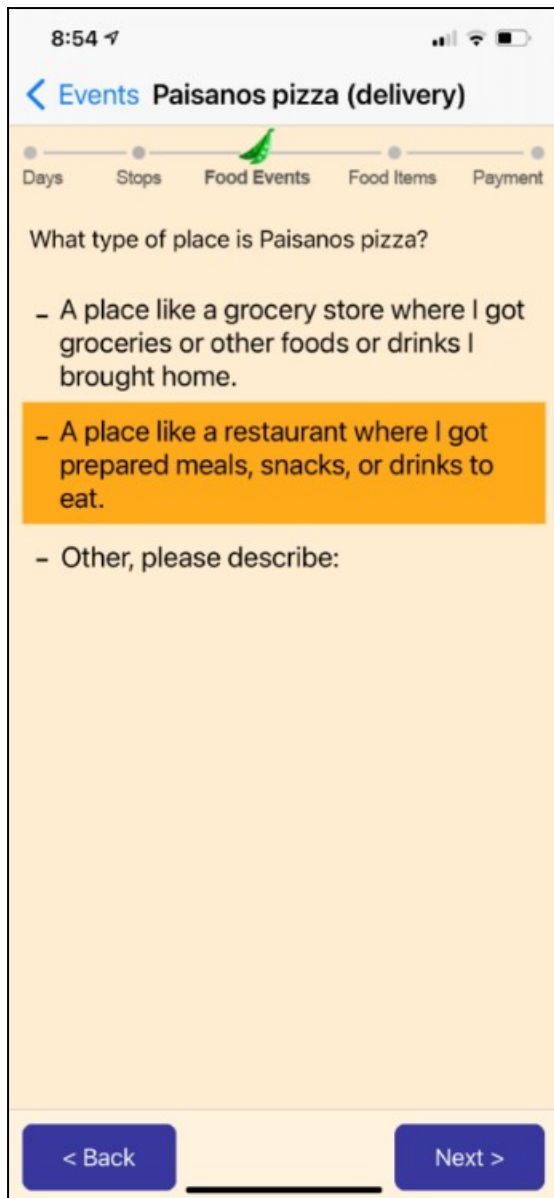 8:54
Events Paisanos pizza (delivery)
Days Stops Food Events Food Items Payment
What type of place is Paisanos pizza?
- A place like a grocery store where I got
groceries or other foods or drinks I
brought home.
- A place like a restaurant where I got
prepared meals, snacks, or drinks to
eat.
- Other, please describe:
< Back Next >